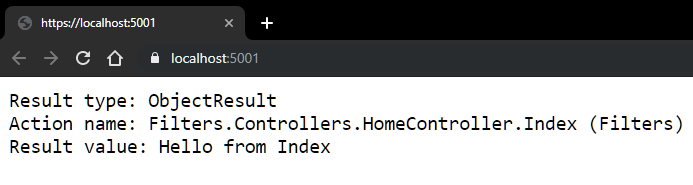 https://localhost:5001
localhost:5001
Result type: ObjectResult
Action name: Filters.Controllers.HomeController.Index (Filters)
Result value: Hello from Index